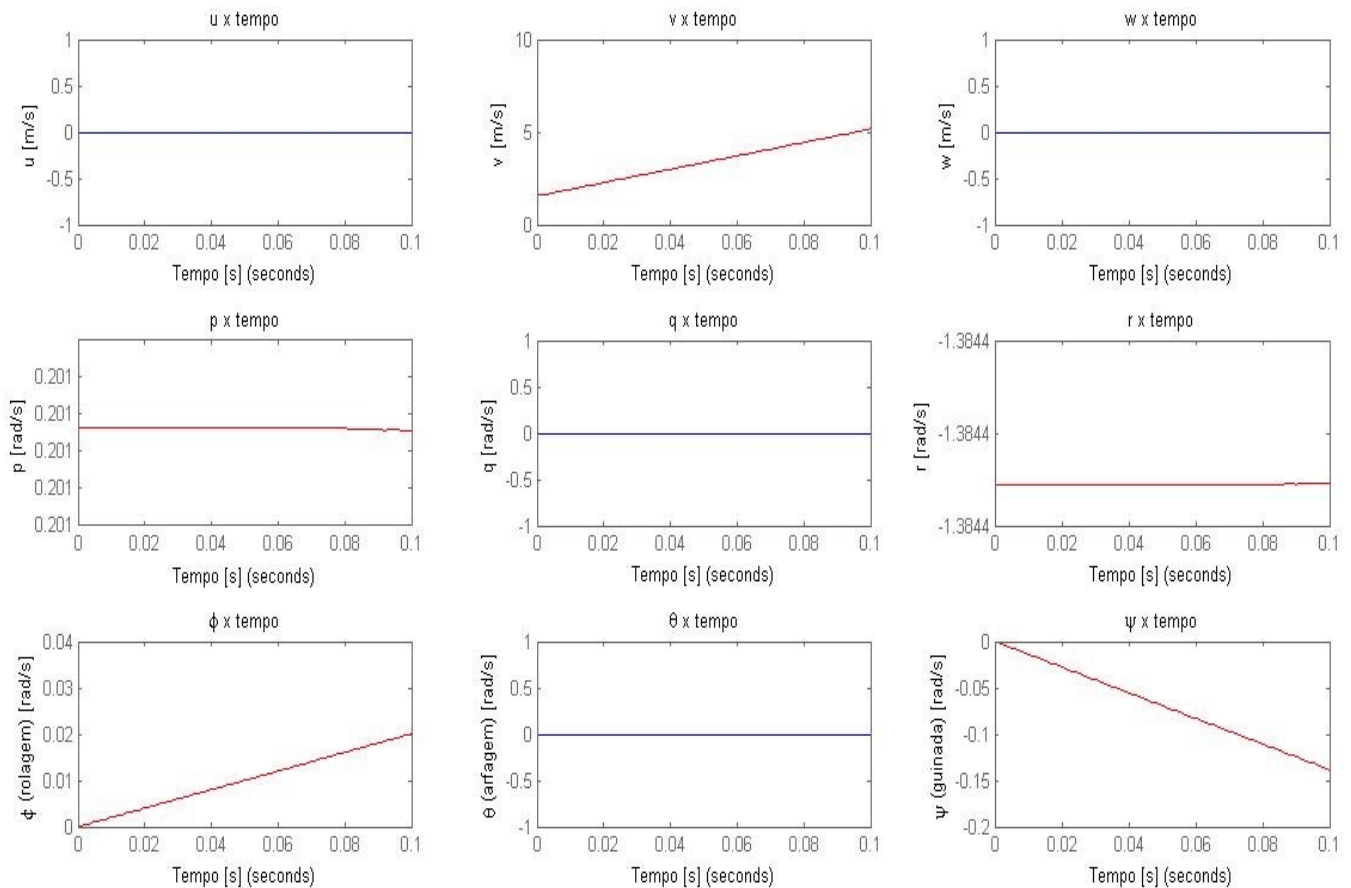 u x tempo
u [m/s]
1
0.5
0
-0.5
-1
0 0.02 0.04 0.06 0.08 0.1
Tempo [s] (seconds)
v x tempo
v [m/s]
10
5
0
0 0.02 0.04 0.06 0.08 0.1
Tempo [s] (seconds)
w x tempo
w [m/s]
1
0.5
0
-0.5
-1
0 0.02 0.04 0.06 0.08 0.1
Tempo [s] (seconds)
p x tempo
p [rad/s]
0.201
0.201
0.201
0.201
0.201
0 0.02 0.04 0.06 0.08 0.1
Tempo [s] (seconds)
q x tempo
q [rad/s]
1
0.5
0
-0.5
-1
0 0.02 0.04 0.06 0.08 0.1
Tempo [s] (seconds)
r x tempo
r [rad/s]
-1.3844
-1.3844
-1.3844
0 0.02 0.04 0.06 0.08 0.1
Tempo [s] (seconds)
ϕ x tempo
ϕ (rolagem) [rad/s]
0.04
0.03
0.02
0.01
0
0 0.02 0.04 0.06 0.08 0.1
Tempo [s] (seconds)
θ x tempo
θ (arfagem) [rad/s]
1
0.5
0
-0.5
-1
0 0.02 0.04 0.06 0.08 0.1
Tempo [s] (seconds)
ψ x tempo
ψ (guinada) [rad/s]
0
-0.05
-0.1
-0.15
-0.2
0 0.02 0.04 0.06 0.08 0.1
Tempo [s] (seconds)